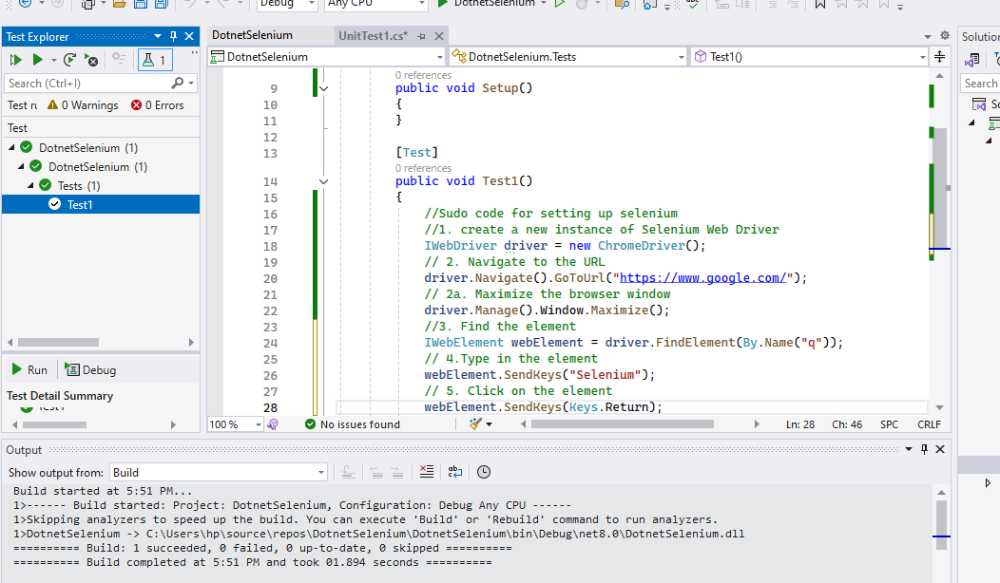 Debug Any CPU DotnetSelenium
Test Explorer
1
Search (Ctrl+I)
Test ru 0 Warnings 0 Errors
Test
DotnetSelenium (1)
DotnetSelenium (1)
Tests (1)
Test1
Run Debug
Test Detail Summary
Test1
DotnetSelenium UnitTest1.cs*
DotnetSelenium DotnetSelenium.Tests Test1()
0 references
9 public void Setup()
10 {
11 }
12
13 [Test]
0 references
14 public void Test1()
15 {
16 //Sudo code for setting up selenium
17 //1. create a new instance of Selenium Web Driver
18 IWebDriver driver = new ChromeDriver();
19 // 2. Navigate to the URL
20 driver.Navigate().GoToUrl("https://www.google.com/");
21 // 2a. Maximize the browser window
22 driver.Manage().Window.Maximize();
23 //3. Find the element
24 IWebElement webElement = driver.FindElement(By.Name("q"));
25 // 4.Type in the element
26 webElement.SendKeys("Selenium");
27 // 5. Click on the element
28 webElement.SendKeys(Keys.Return);
100 % No issues found Ln: 28 Ch: 46 SPC CRLF
Solution
Search
So
Output
Show output from: Build
Build started at 5:51 PM...
1>------ Build started: Project: DotnetSelenium, Configuration: Debug Any CPU ------
1>Skipping analyzers to speed up the build. You can execute 'Build' or 'Rebuild' command to run analyzers.
1>DotnetSelenium -> C:\Users\hp\source\repos\DotnetSelenium\DotnetSelenium\bin\Debug\net8.0\DotnetSelenium.dll
========== Build: 1 succeeded, 0 failed, 0 up-to-date, 0 skipped ==========
========== Build completed at 5:51 PM and took 01.894 seconds ==========